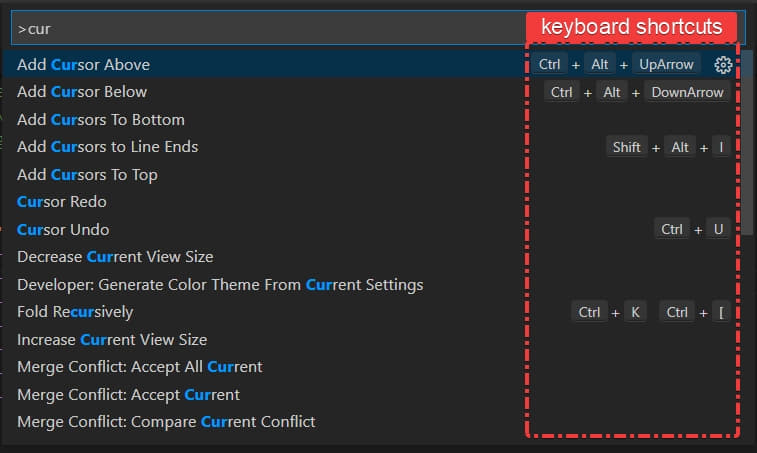 keyboard shortcuts
>cur
Add Cursor Above Ctrl + Alt + UpArrow
Add Cursor Below Ctrl + Alt + DownArrow
Add Cursors To Bottom
Add Cursors to Line Ends Shift + Alt + I
Add Cursors To Top
Cursor Redo
Cursor Undo Ctrl + U
Decrease Current View Size
Developer: Generate Color Theme From Current Settings
Fold Recursively Ctrl + K Ctrl + [
Increase Current View Size
Merge Conflict: Accept All Current
Merge Conflict: Accept Current
Merge Conflict: Compare Current Conflict